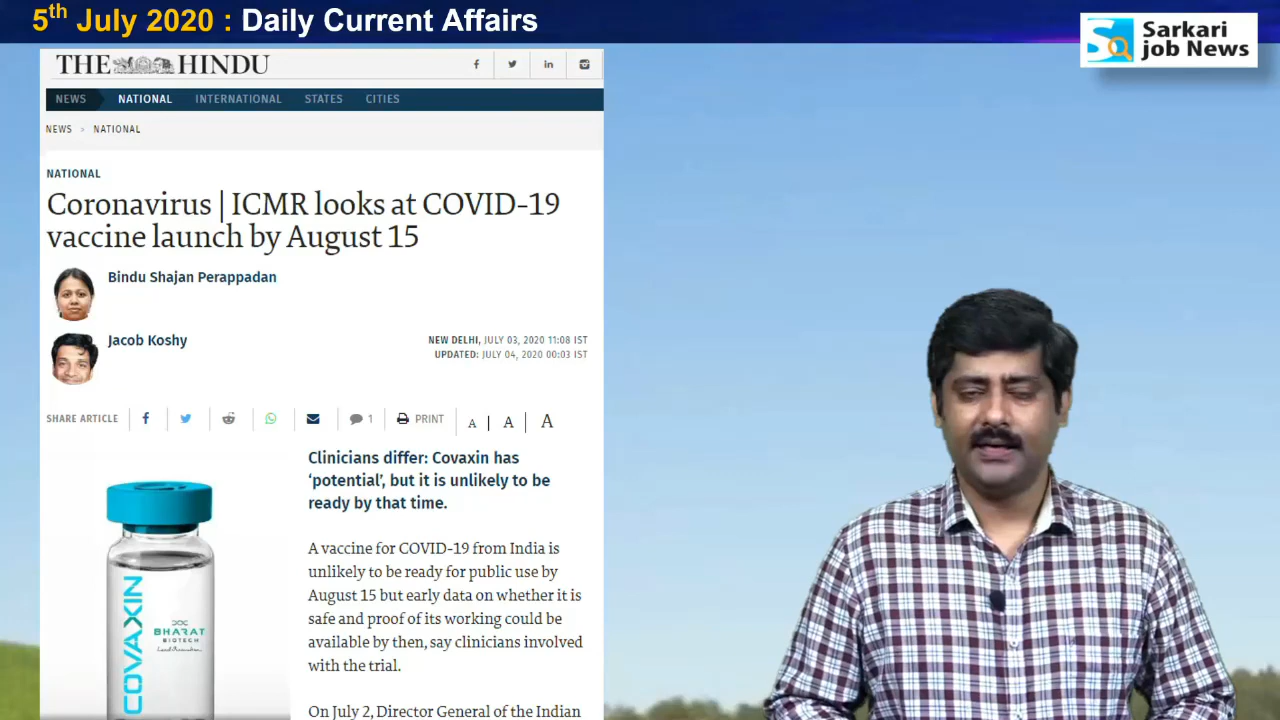 5th July 2020 : Daily Current Affairs
Sarkari
job News
THE HINDU
NEWS NATIONAL INTERNATIONAL STATES CITIES
NEWS > NATIONAL
NATIONAL
Coronavirus | ICMR looks at COVID-19
vaccine launch by August 15
Bindu Shajan Perappadan
Jacob Koshy
NEW DELHI, JULY 03, 2020 11:08 IST
UPDATED: JULY 04, 2020 00:03 IST
SHARE ARTICLE 1 PRINT A | A | A
Clinicians differ: Covaxin has
‘potential’, but it is unlikely to be
ready by that time.
A vaccine for COVID-19 from India is
unlikely to be ready for public use by
August 15 but early data on whether it is
safe and proof of its working could be
available by then, say clinicians involved
with the trial.
On July 2, Director General of the Indian
COVAXIN
BHARAT
BIOTECH